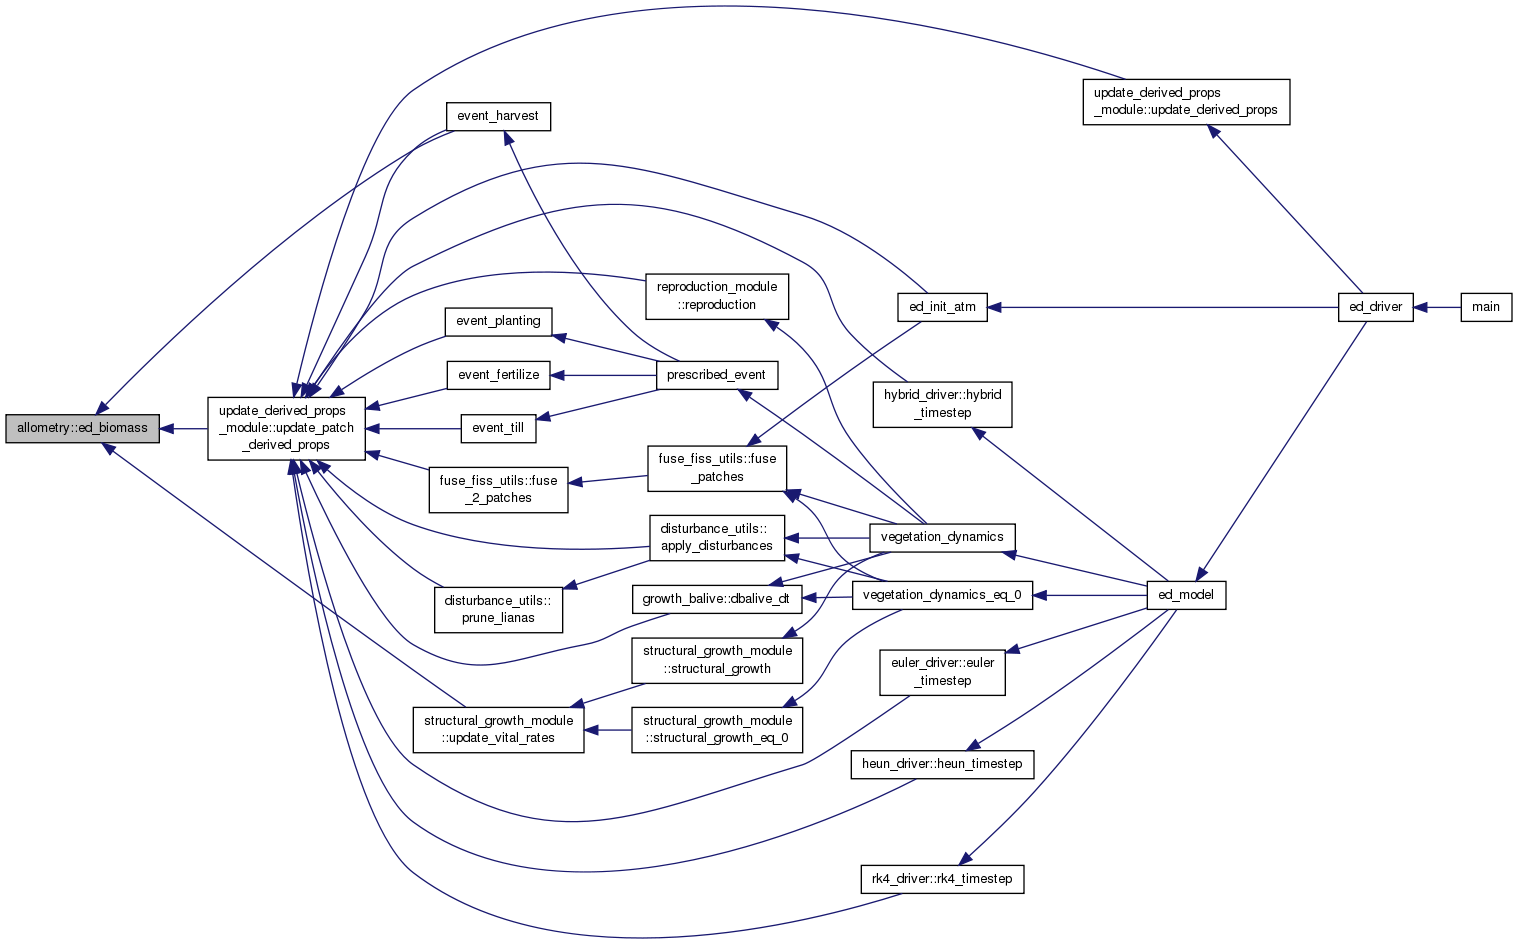 allometry::ed_biomass
update_derived_props
_module::update_patch
_derived_props
event_harvest
event_planting
event_fertilize
event_till
fuse_fiss_utils::fuse
_2_patches
disturbance_utils::
prune_lianas
structural_growth_module
::update_vital_rates
reproduction_module
::reproduction
prescribed_event
fuse_fiss_utils::fuse
_patches
disturbance_utils::
apply_disturbances
growth_balive::dbalive_dt
structural_growth_module
::structural_growth
structural_growth_module
::structural_growth_eq_0
ed_init_atm
hybrid_driver::hybrid
_timestep
vegetation_dynamics
vegetation_dynamics_eq_0
euler_driver::euler
_timestep
heun_driver::heun_timestep
rk4_driver::rk4_timestep
update_derived_props
_module::update_derived_props
ed_model
ed_driver
main